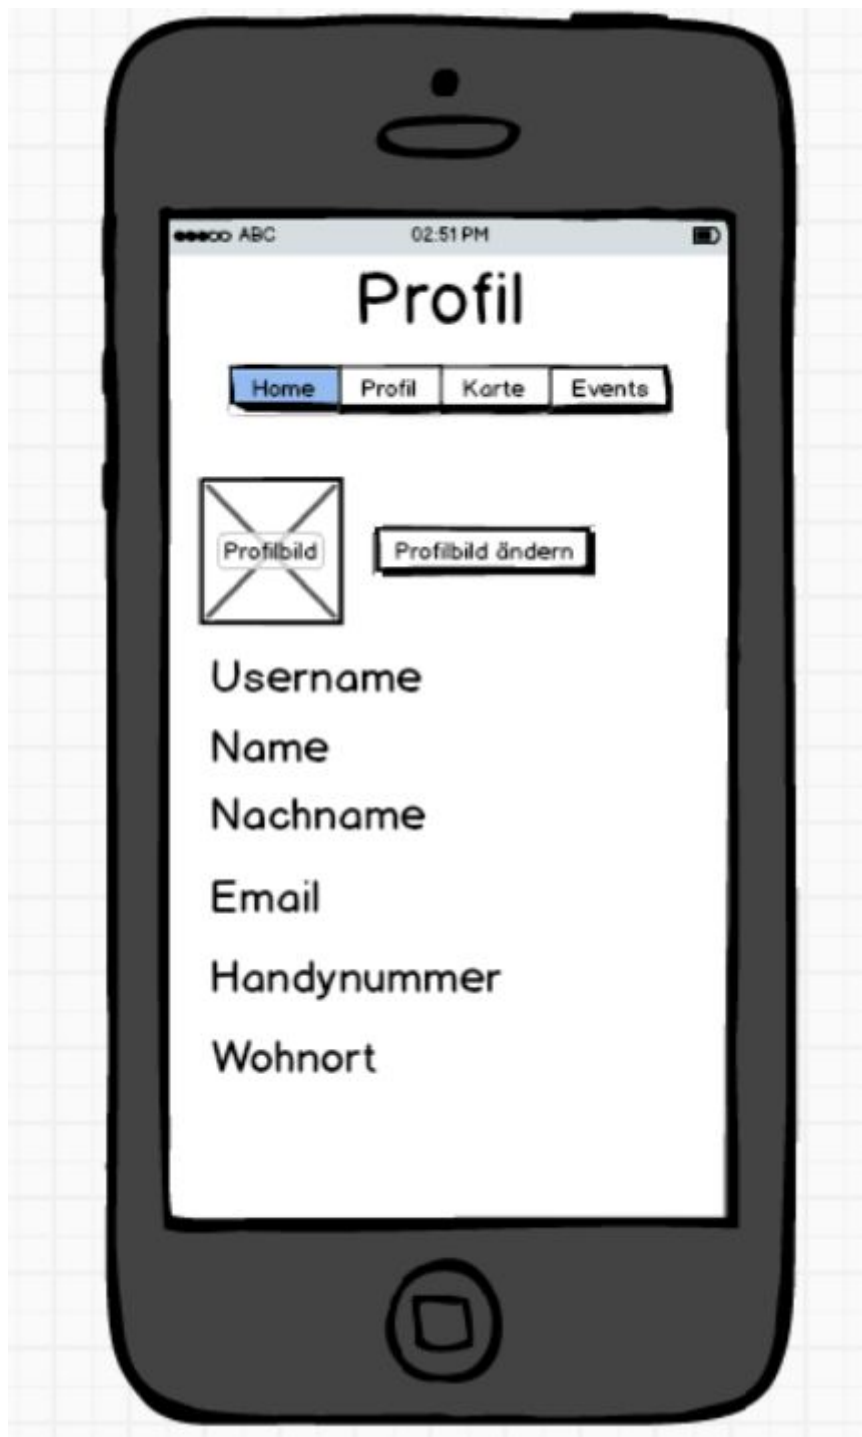 ABC 02:51 PM
Profil
Home Profil Karte Events
Profilbild Profilbild ändern
Username
Name
Nachname
Email
Handynummer
Wohnort